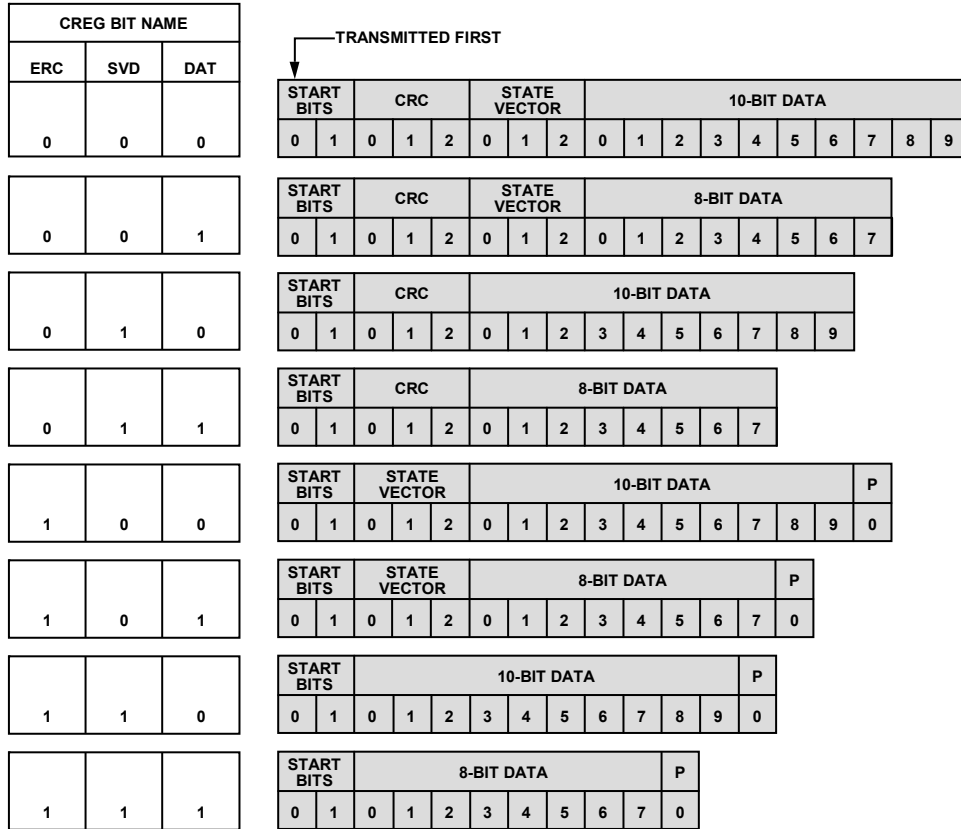 CREG BIT NAME
ERC SVD DAT
TRANSMITTED FIRST
START BITS CRC STATE VECTOR 10-BIT DATA
0 0 0 0 1 0 1 2 0 1 2 0 1 2 3 4 5 6 7 8 9
START BITS CRC STATE VECTOR 8-BIT DATA
0 0 1 0 1 0 1 2 0 1 2 0 1 2 3 4 5 6 7
START BITS CRC 10-BIT DATA
0 1 0 0 1 0 1 2 0 1 2 3 4 5 6 7 8 9
START BITS CRC 8-BIT DATA
0 1 1 0 1 0 1 2 0 1 2 3 4 5 6 7
START BITS STATE VECTOR 10-BIT DATA P
1 0 0 0 1 0 1 2 0 1 2 3 4 5 6 7 8 9 0
START BITS STATE VECTOR 8-BIT DATA P
1 0 1 0 1 0 1 2 0 1 2 3 4 5 6 7 0
START BITS 10-BIT DATA P
1 1 0 0 1 0 1 2 3 4 5 6 7 8 9 0
START BITS 8-BIT DATA P
1 1 1 0 1 0 1 2 3 4 5 6 7 0